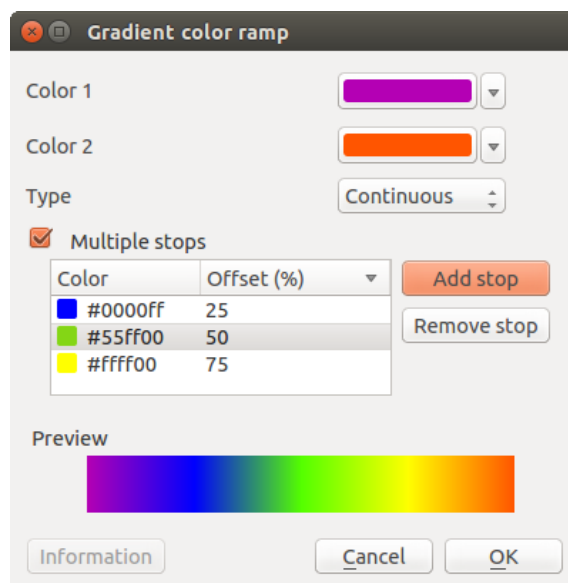 Gradient color ramp
Color 1
Color 2
Type Continuous
Multiple stops
Color Offset (%) Add stop
#0000ff 25
#55ff00 50 Remove stop
#ffff00 75
Preview
Information Cancel OK